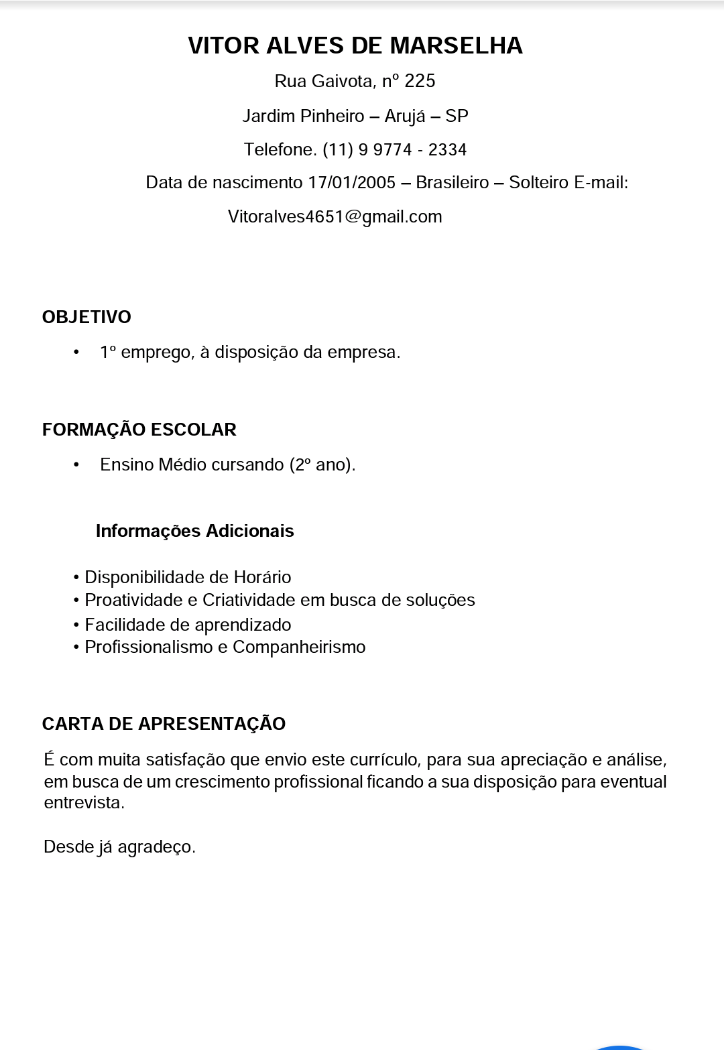 VITOR ALVES DE MARSELHA
Rua Gaivota, nº 225
Jardim Pinheiro – Arujá – SP
Telefone. (11) 9 9774 - 2334
Data de nascimento 17/01/2005 – Brasileiro – Solteiro E-mail:
Vitoralves4651@gmail.com
OBJETIVO
• 1º emprego, à disposição da empresa.
FORMAÇÃO ESCOLAR
• Ensino Médio cursando (2º ano).
Informações Adicionais
• Disponibilidade de Horário
• Proatividade e Criatividade em busca de soluções
• Facilidade de aprendizado
• Profissionalismo e Companheirismo
CARTA DE APRESENTAÇÃO
É com muita satisfação que envio este currículo, para sua apreciação e análise,
em busca de um crescimento profissional ficando a sua disposição para eventual
entrevista.
Desde já agradeço.